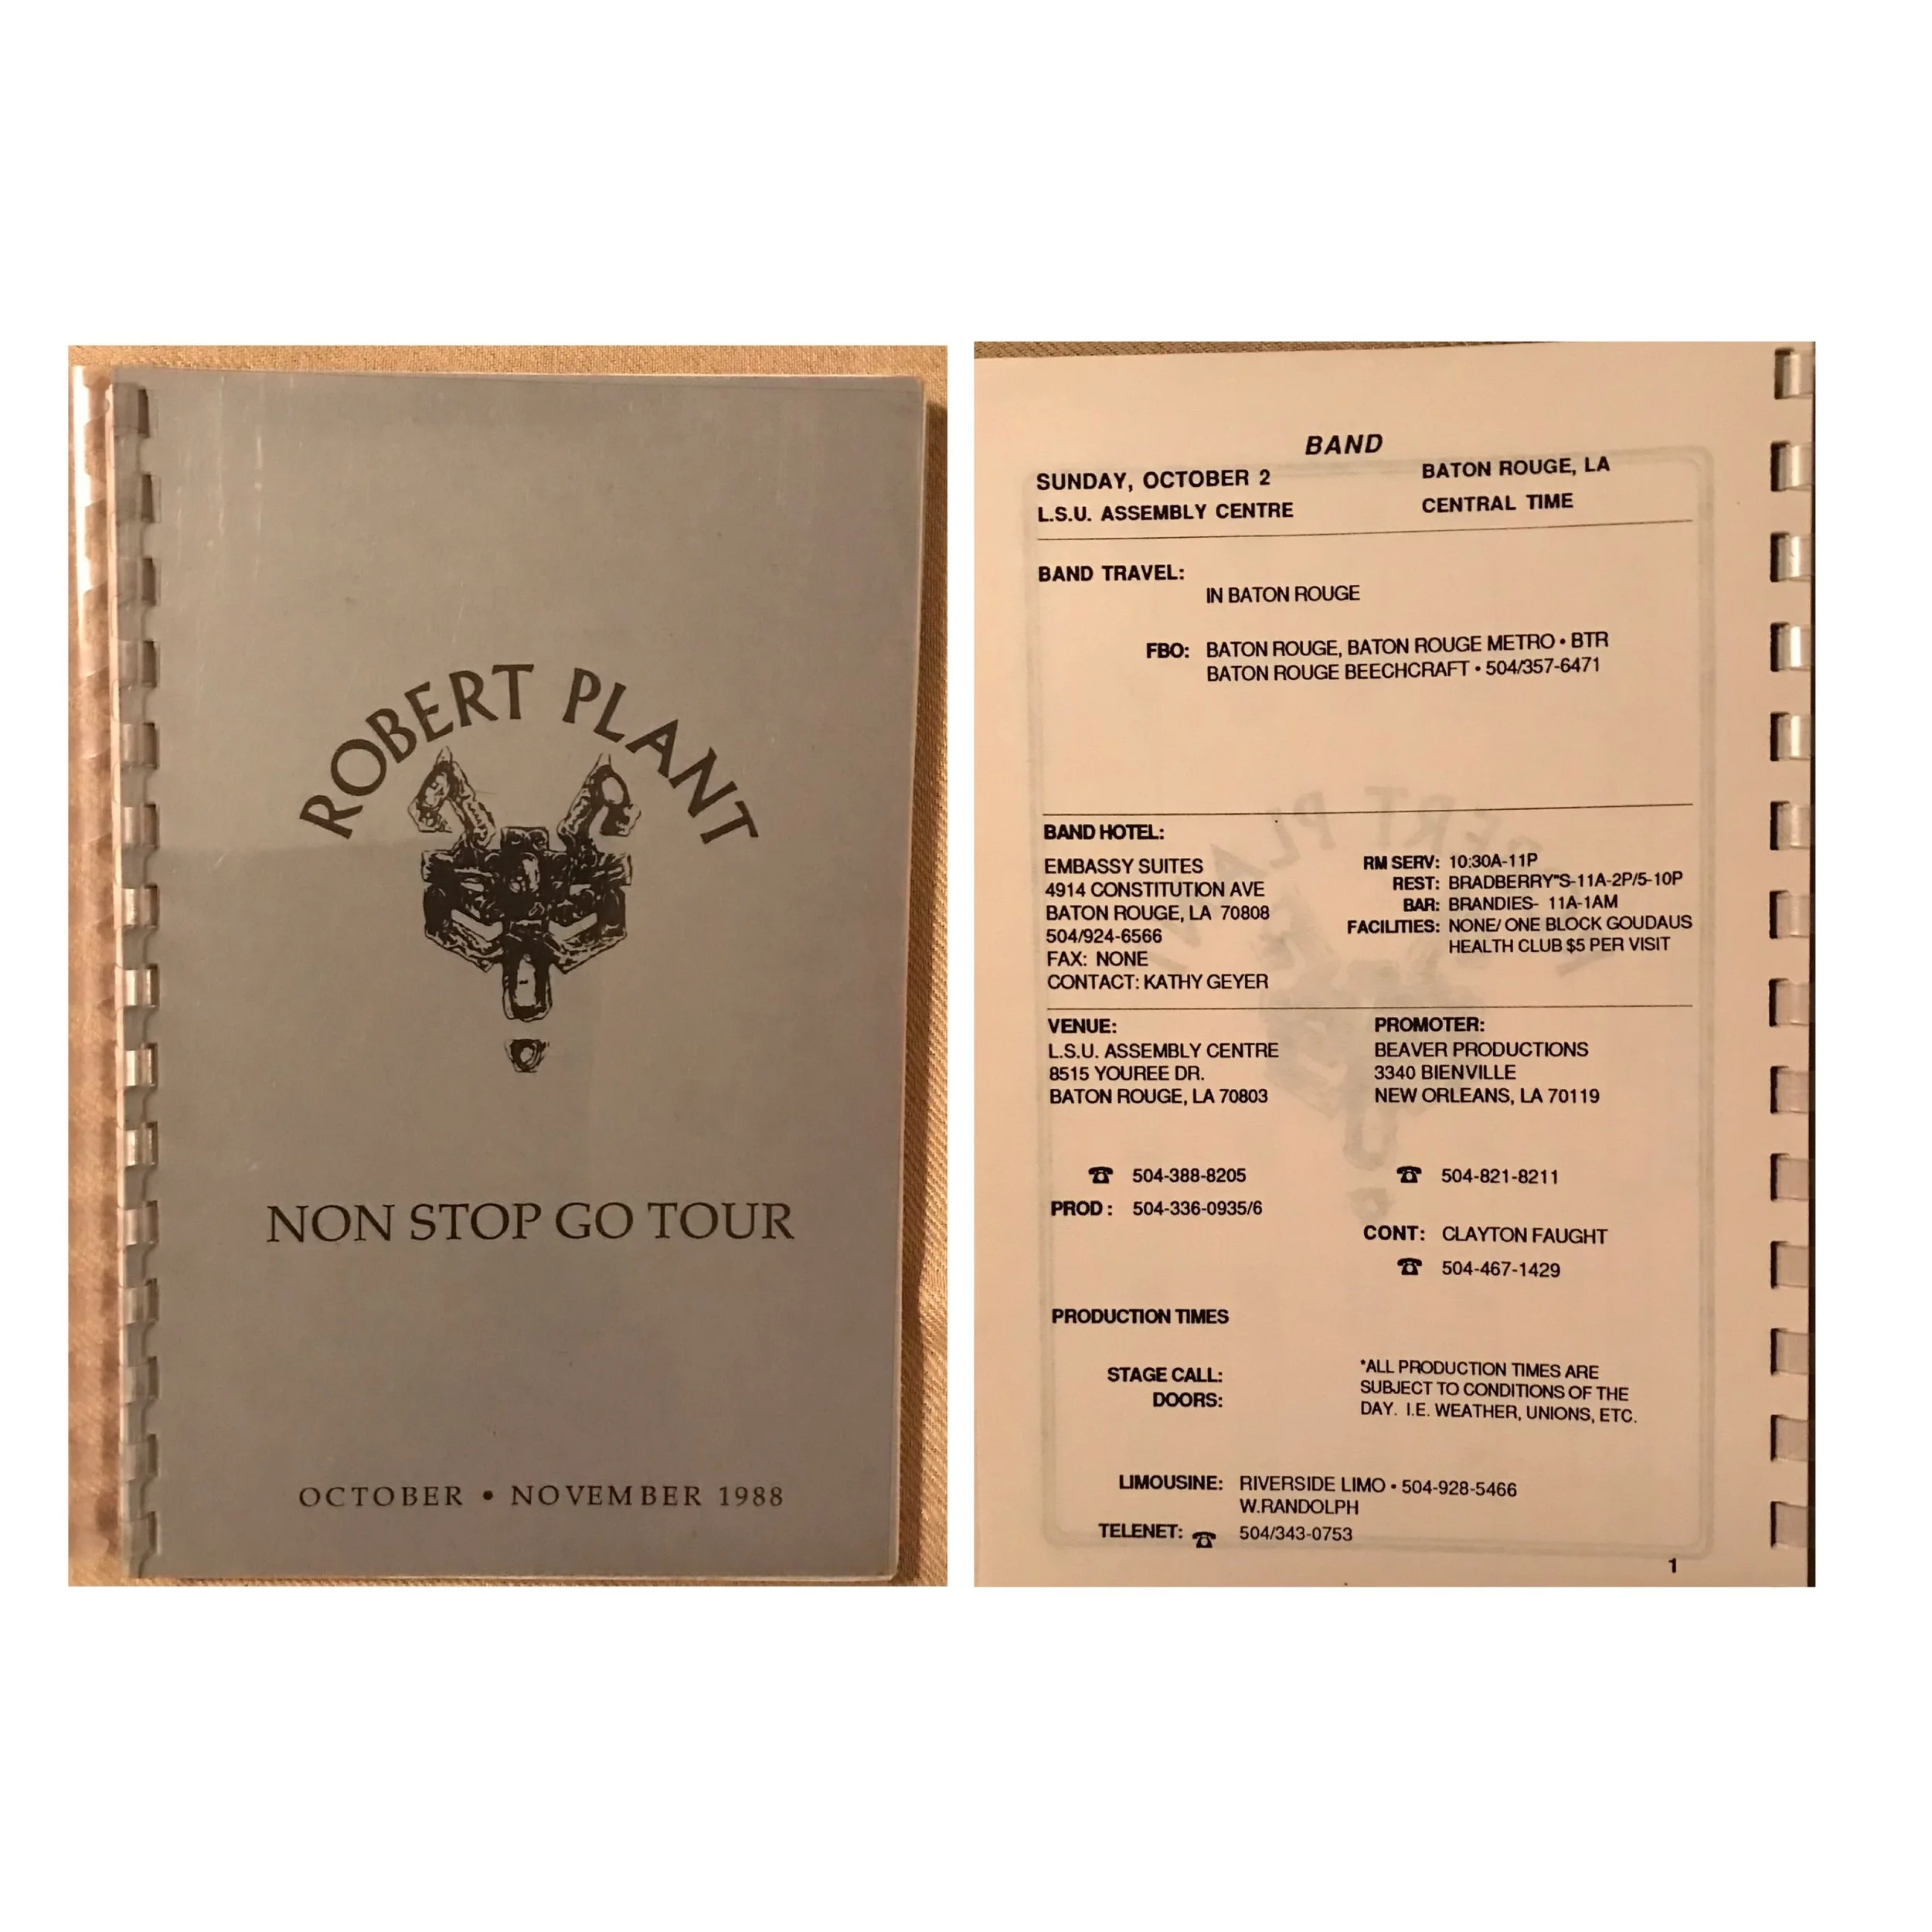 ROBERT PLANT
NON STOP GO TOUR
OCTOBER • NOVEMBER 1988
BAND
SUNDAY, OCTOBER 2 BATON ROUGE, LA
L.S.U. ASSEMBLY CENTRE CENTRAL TIME
BAND TRAVEL:
IN BATON ROUGE
FBO: BATON ROUGE, BATON ROUGE METRO • BTR
BATON ROUGE BEECHCRAFT • 504/357-6471
BAND HOTEL:
EMBASSY SUITES
4914 CONSTITUTION AVE
BATON ROUGE, LA 70808
504/924-6566
FAX: NONE
CONTACT: KATHY GEYER
RM SERV: 10:30A-11P
REST: BRADBERRY"S-11A-2P/5-10P
BAR: BRANDIES- 11A-1AM
FACILITIES: NONE/ ONE BLOCK GOUDAUS
HEALTH CLUB $5 PER VISIT
VENUE:
L.S.U. ASSEMBLY CENTRE
8515 YOUREE DR.
BATON ROUGE, LA 70803
☎ 504-388-8205
PROD: 504-336-0935/6
PROMOTER:
BEAVER PRODUCTIONS
3340 BIENVILLE
NEW ORLEANS, LA 70119
☎ 504-821-8211
CONT: CLAYTON FAUGHT
☎ 504-467-1429
PRODUCTION TIMES
STAGE CALL:
DOORS:
*ALL PRODUCTION TIMES ARE
SUBJECT TO CONDITIONS OF THE
DAY. I.E. WEATHER, UNIONS, ETC.
LIMOUSINE: RIVERSIDE LIMO • 504-928-5466
W.RANDOLPH
TELENET: ☎ 504/343-0753
1